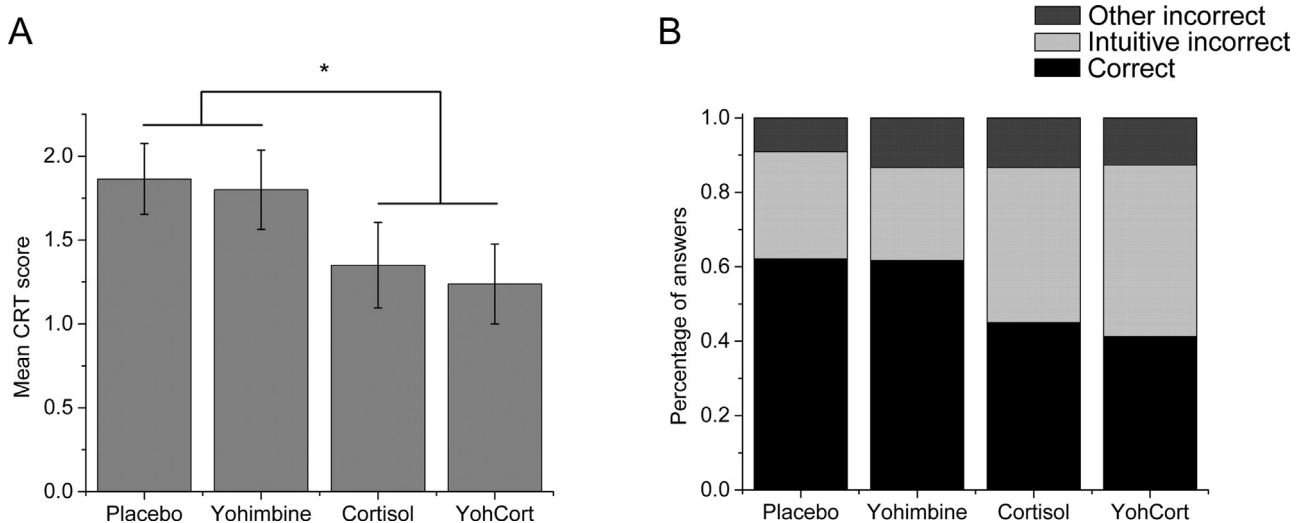 A
*
Mean CRT score
2.0
1.5
1.0
0.5
0.0
Placebo Yohimbine Cortisol YohCort
B
Other incorrect
Intuitive incorrect
Correct
Percentage of answers
1.0
0.8
0.6
0.4
0.2
0.0
Placebo Yohimbine Cortisol YohCort